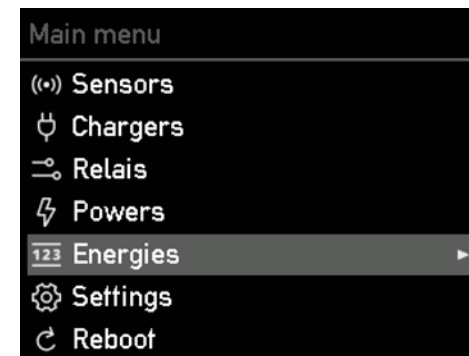 Main menu
Sensors
Chargers
Relais
Powers
123 Energies
Settings
Reboot